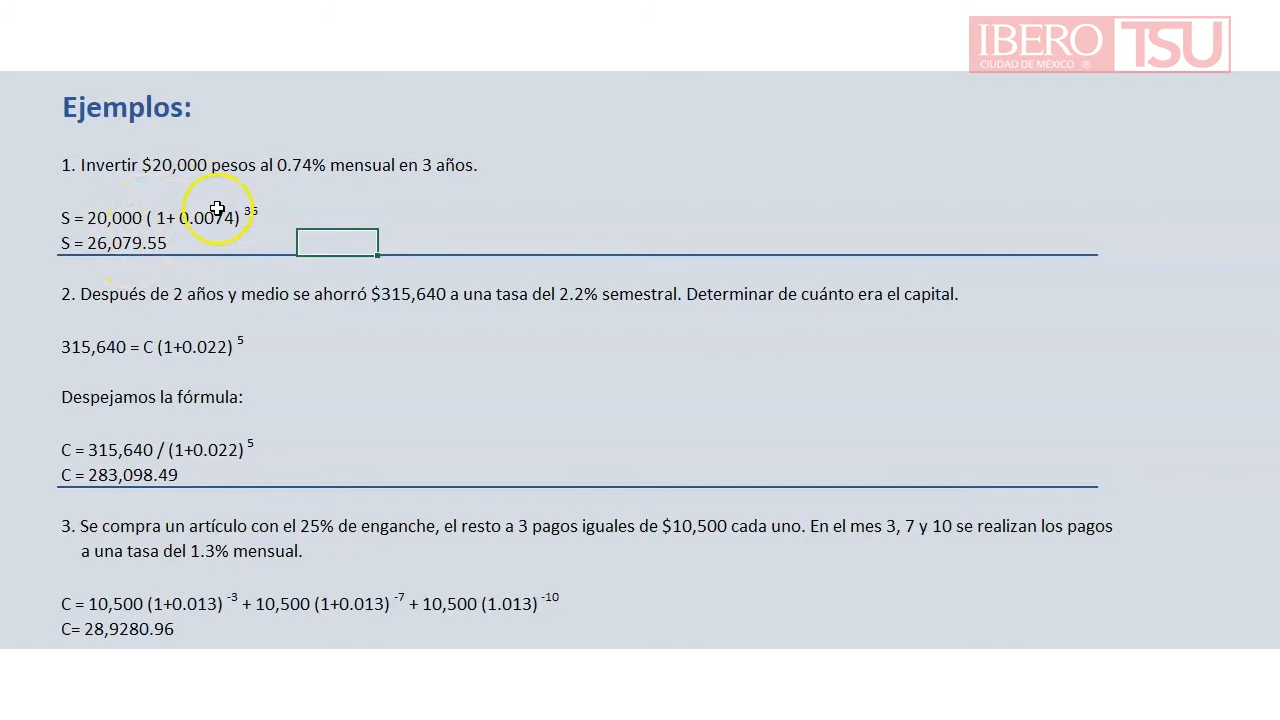 IBERO TSU
CIUDAD DE MÉXICO ®
Ejemplos:
1. Invertir $20,000 pesos al 0.74% mensual en 3 años.
S = 20,000 ( 1+ 0.0074) 36
S = 26,079.55
2. Después de 2 años y medio se ahorró $315,640 a una tasa del 2.2% semestral. Determinar de cuánto era el capital.
315,640 = C (1+0.022) 5
Despejamos la fórmula:
C = 315,640 / (1+0.022) 5
C = 283,098.49
3. Se compra un artículo con el 25% de enganche, el resto a 3 pagos iguales de $10,500 cada uno. En el mes 3, 7 y 10 se realizan los pagos
a una tasa del 1.3% mensual.
C = 10,500 (1+0.013) -3 + 10,500 (1+0.013) -7 + 10,500 (1.013) -10
C= 28,9280.96